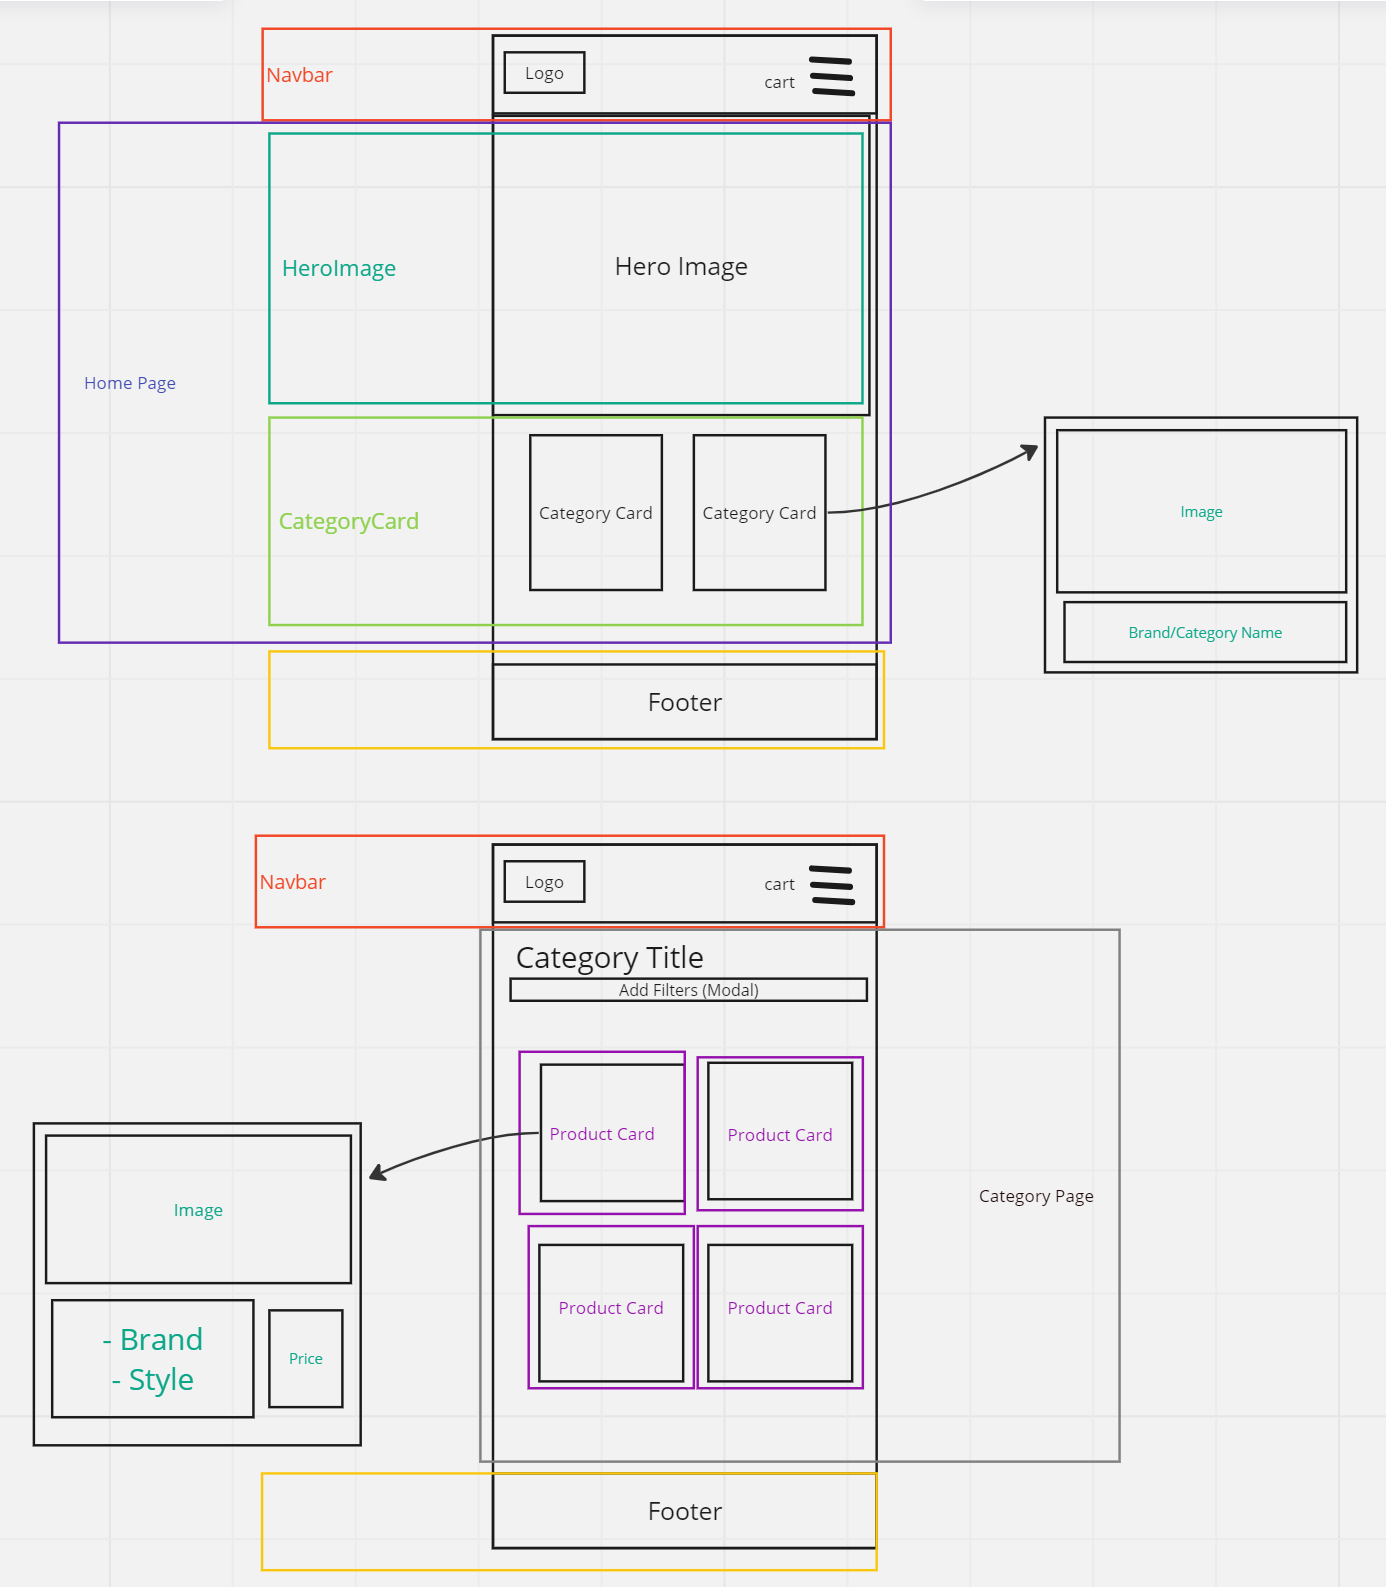 Navbar
Logo
cart
HeroImage
Hero Image
Home Page
CategoryCard
Category Card
Category Card
Image
Brand/Category Name
Footer
Navbar
Logo
cart
Category Title
Add Filters (Modal)
Product Card
Product Card
Category Page
Image
Product Card
Product Card
- Brand
- Style
Price
Footer